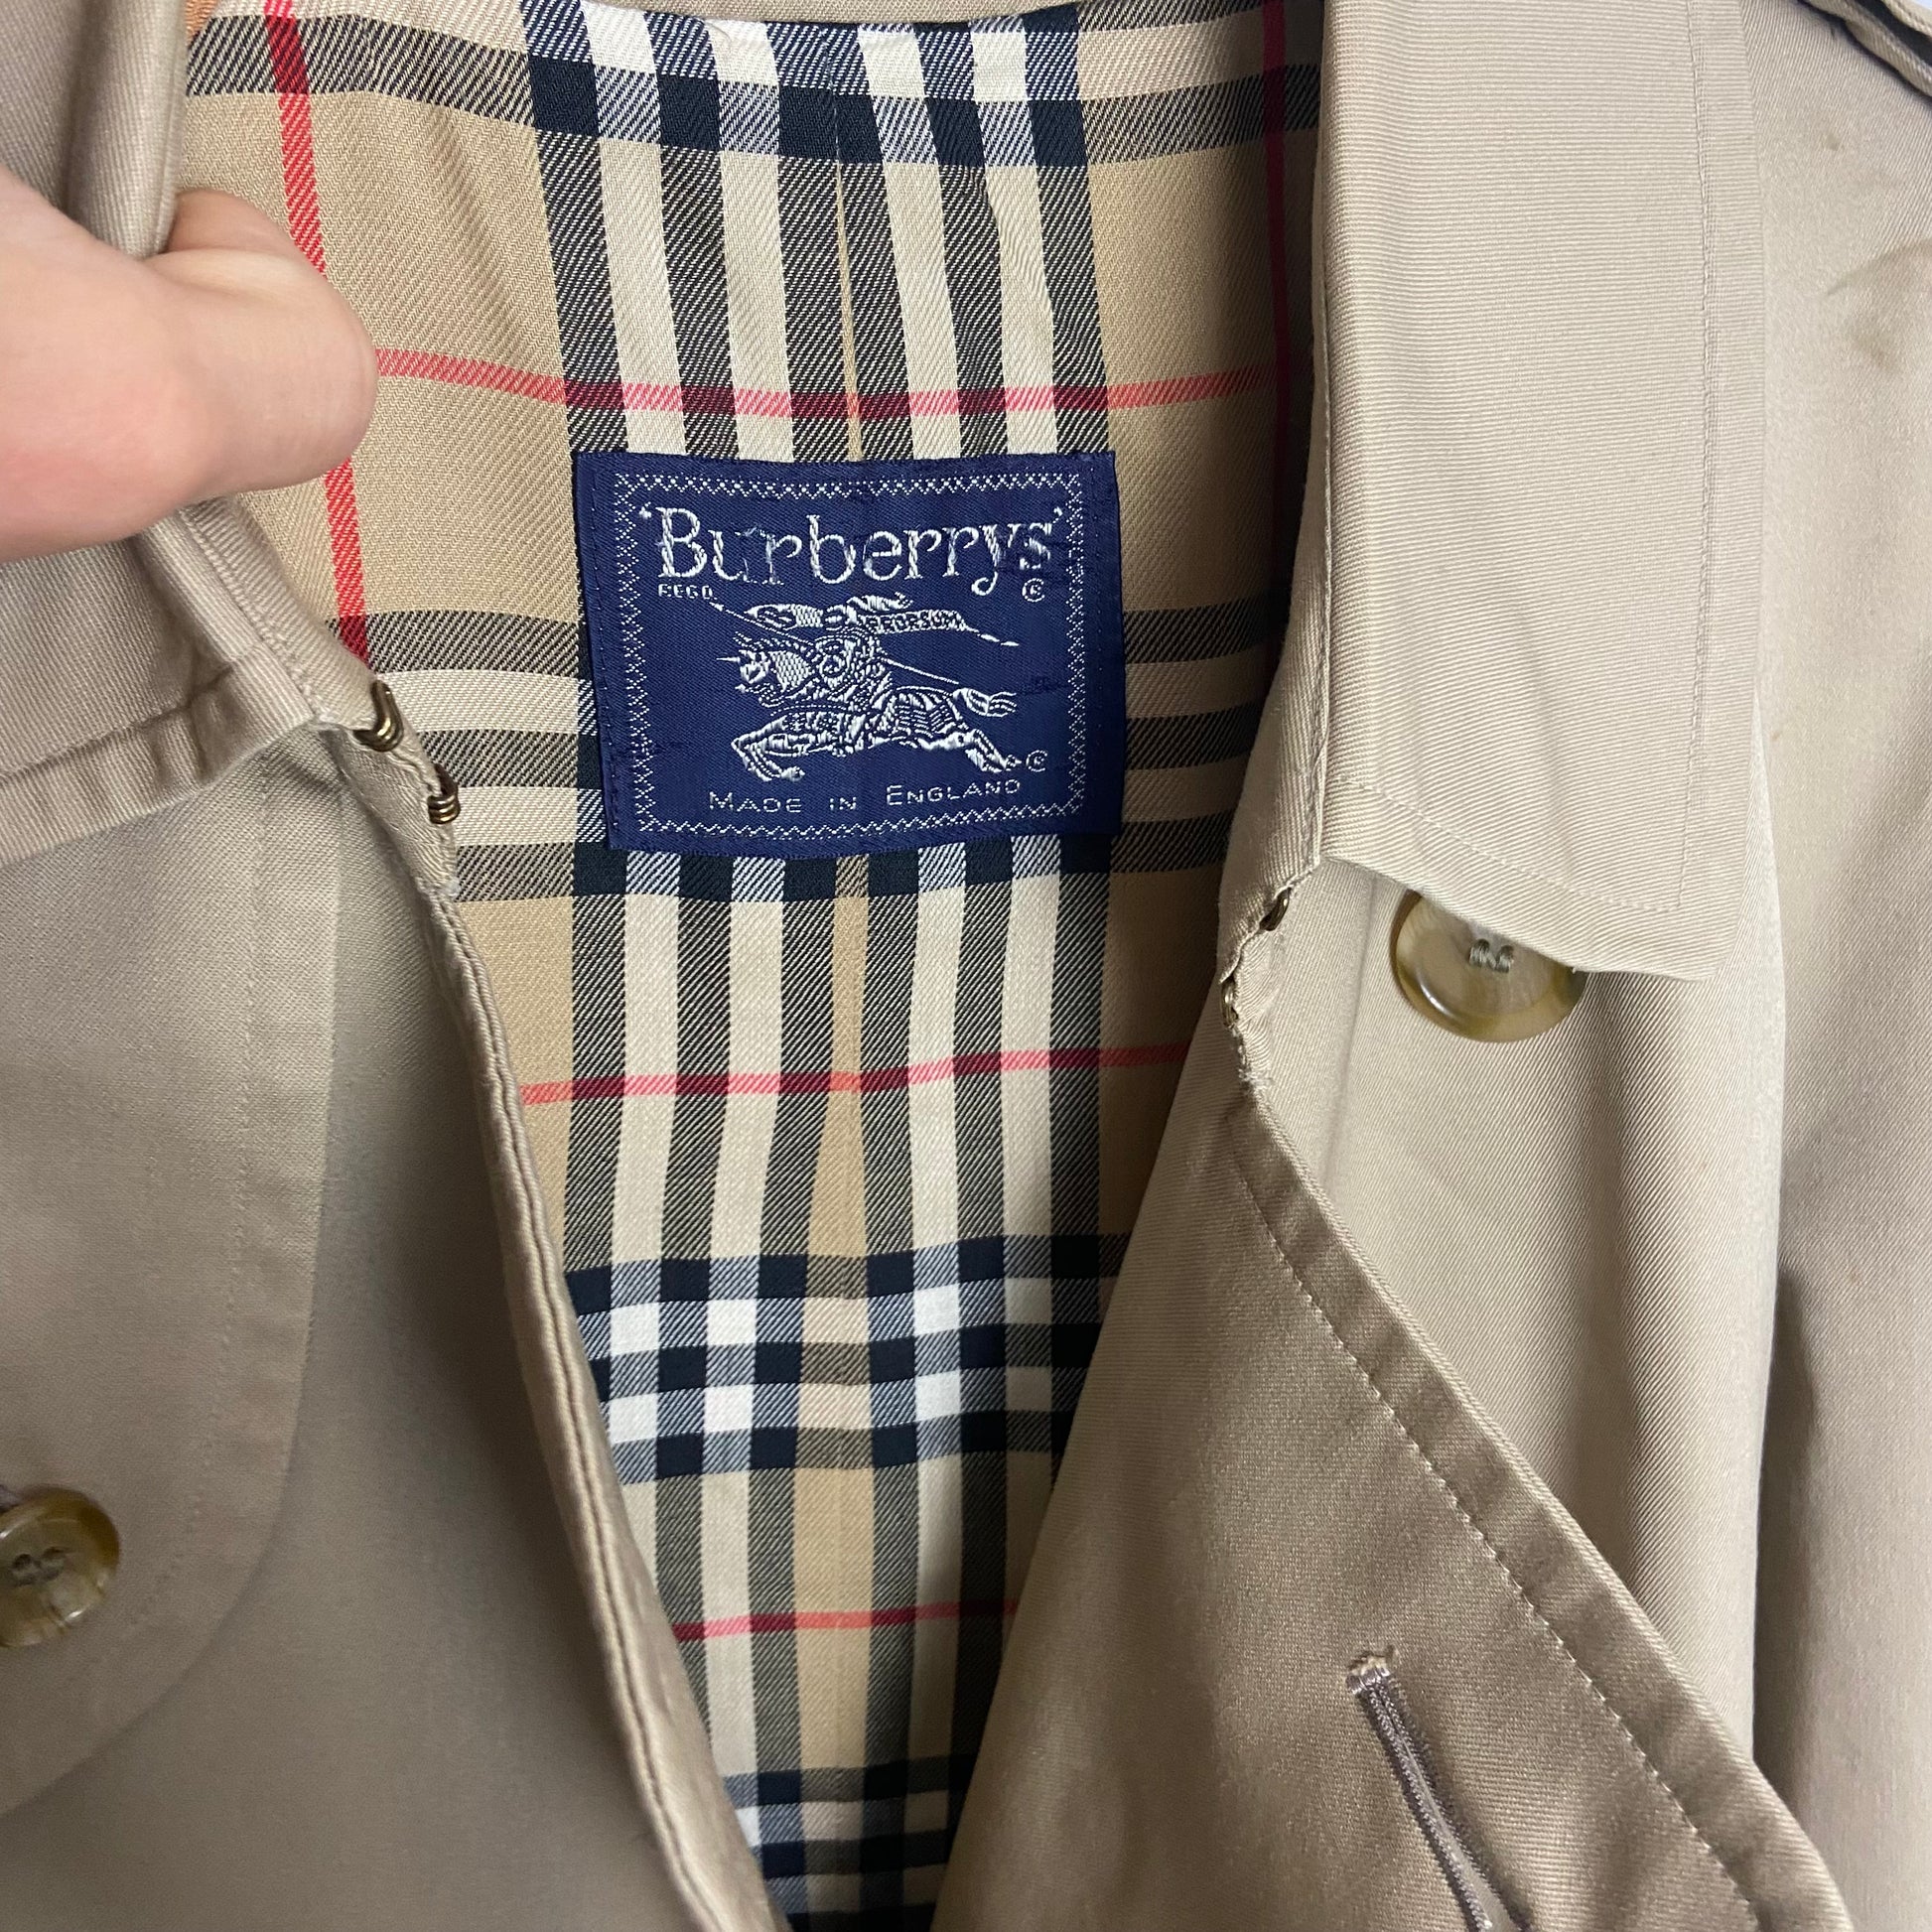 'Burberrys'
REGD. ®
PRORSUM
®
MADE IN ENGLAND